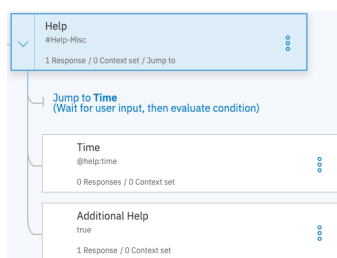 Help
#Help-Misc
1 Response / 0 Context set / Jump to
Jump to Time
(Wait for user input, then evaluate condition)
Time
@help:time
0 Responses / 0 Context set
Additional Help
true
1 Response / 0 Context set